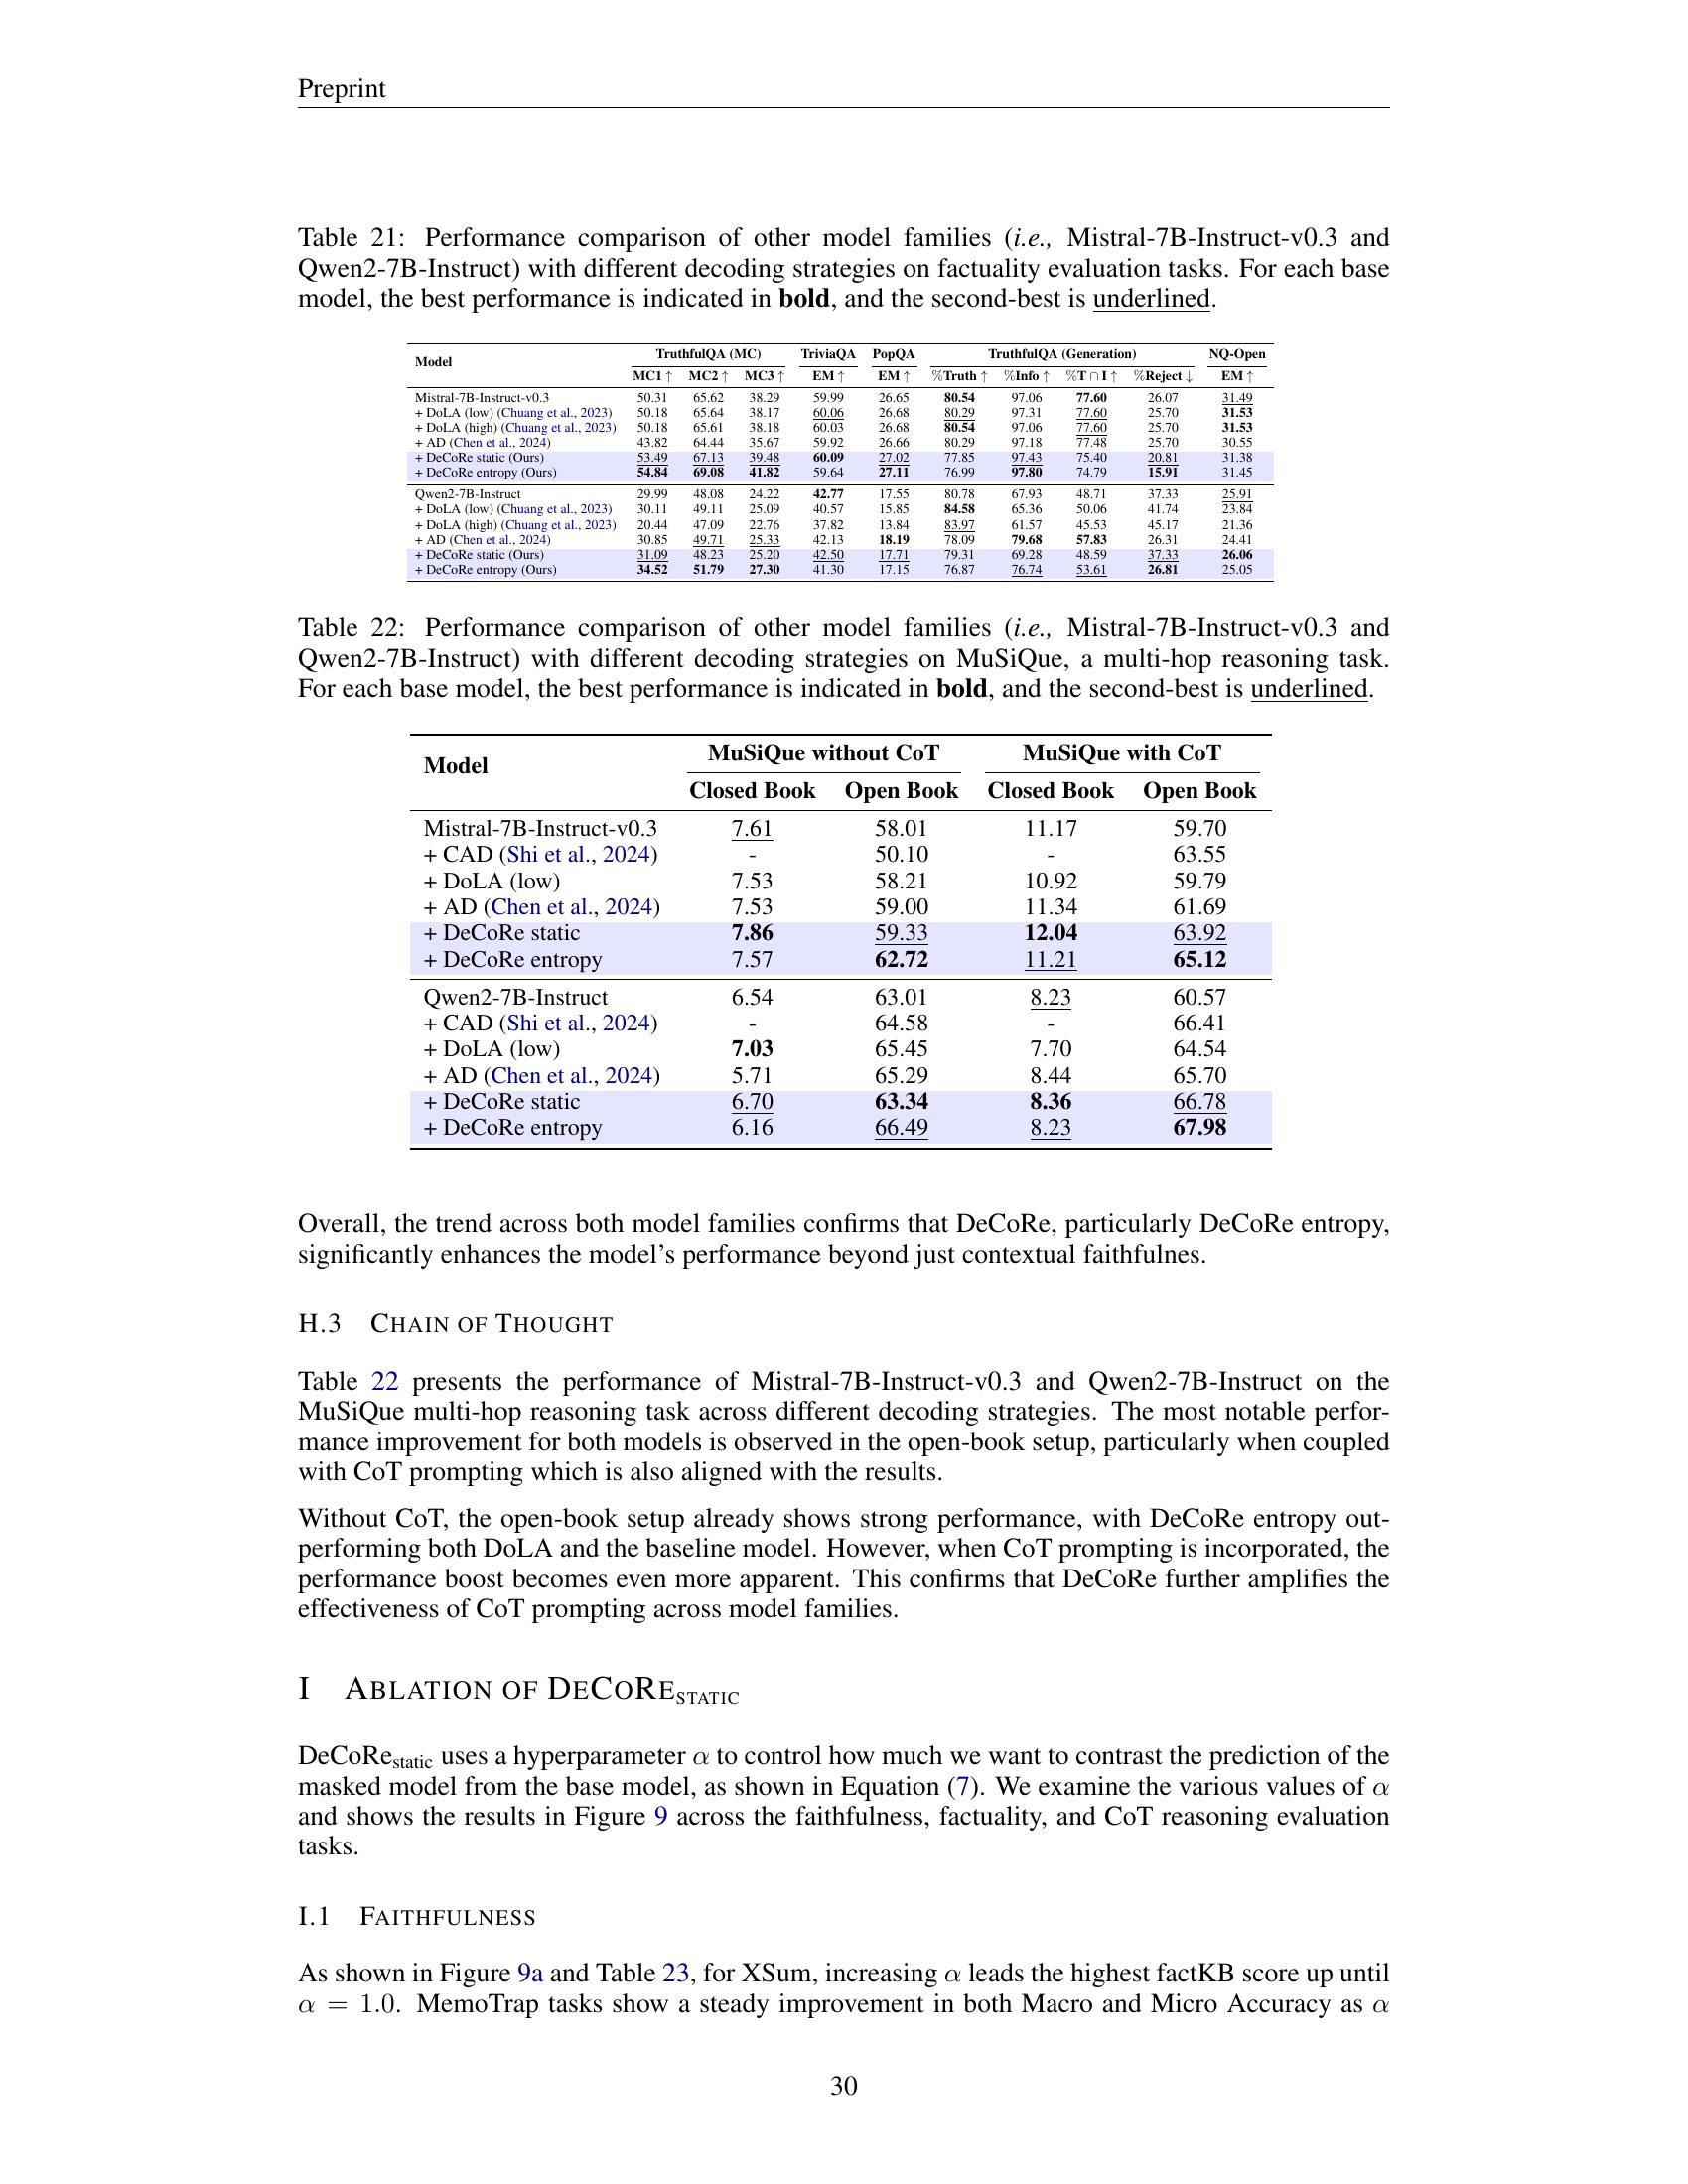 Preprint
Table 21: Performance comparison of other model families (i.e., Mistral-7B-Instruct-v0.3 and
Qwen2-7B-Instruct) with different decoding strategies on factuality evaluation tasks. For each base
model, the best performance is indicated in bold, and the second-best is underlined.
Model TruthfulQA (MC) TriviaQA PopQA TruthfulQA (Generation) NQ-Open
MC1 ↑ MC2 ↑ MC3 ↑ EM ↑ EM ↑ %Truth ↑ %Info ↑ %T ∩ I ↑ %Reject ↓ EM ↑
Mistral-7B-Instruct-v0.3 50.31 65.62 38.29 59.99 26.65 80.54 97.06 77.60 26.07 31.49
+ DoLA (low) (Chuang et al., 2023) 50.18 65.64 38.17 60.06 26.68 80.29 97.31 77.60 25.70 31.53
+ DoLA (high) (Chuang et al., 2023) 50.18 65.61 38.18 60.03 26.68 80.54 97.06 77.60 25.70 31.53
+ AD (Chen et al., 2024) 43.82 64.44 35.67 59.92 26.66 80.29 97.18 77.48 25.70 30.55
+ DeCoRe static (Ours) 53.49 67.13 39.48 60.09 27.02 77.85 97.43 75.40 20.81 31.38
+ DeCoRe entropy (Ours) 54.84 69.08 41.82 59.64 27.11 76.99 97.80 74.79 15.91 31.45
Qwen2-7B-Instruct 29.99 48.08 24.22 42.77 17.55 80.78 67.93 48.71 37.33 25.91
+ DoLA (low) (Chuang et al., 2023) 30.11 49.11 25.09 40.57 15.85 84.58 65.36 50.06 41.74 23.84
+ DoLA (high) (Chuang et al., 2023) 20.44 47.09 22.76 37.82 13.84 83.97 61.57 45.53 45.17 21.36
+ AD (Chen et al., 2024) 30.85 49.71 25.33 42.13 18.19 78.09 79.68 57.83 26.31 24.41
+ DeCoRe static (Ours) 31.09 48.23 25.20 42.50 17.71 79.31 69.28 48.59 37.33 26.06
+ DeCoRe entropy (Ours) 34.52 51.79 27.30 41.30 17.15 76.87 76.74 53.61 26.81 25.05
Table 22: Performance comparison of other model families (i.e., Mistral-7B-Instruct-v0.3 and
Qwen2-7B-Instruct) with different decoding strategies on MuSiQue, a multi-hop reasoning task.
For each base model, the best performance is indicated in bold, and the second-best is underlined.
Model MuSiQue without CoT MuSiQue with CoT
Closed Book Open Book Closed Book Open Book
Mistral-7B-Instruct-v0.3 7.61 58.01 11.17 59.70
+ CAD (Shi et al., 2024) - 50.10 - 63.55
+ DoLA (low) 7.53 58.21 10.92 59.79
+ AD (Chen et al., 2024) 7.53 59.00 11.34 61.69
+ DeCoRe static 7.86 59.33 12.04 63.92
+ DeCoRe entropy 7.57 62.72 11.21 65.12
Qwen2-7B-Instruct 6.54 63.01 8.23 60.57
+ CAD (Shi et al., 2024) - 64.58 - 66.41
+ DoLA (low) 7.03 65.45 7.70 64.54
+ AD (Chen et al., 2024) 5.71 65.29 8.44 65.70
+ DeCoRe static 6.70 63.34 8.36 66.78
+ DeCoRe entropy 6.16 66.49 8.23 67.98
Overall, the trend across both model families confirms that DeCoRe, particularly DeCoRe entropy,
significantly enhances the model's performance beyond just contextual faithfulnes.
H.3 CHAIN OF THOUGHT
Table 22 presents the performance of Mistral-7B-Instruct-v0.3 and Qwen2-7B-Instruct on the
MuSiQue multi-hop reasoning task across different decoding strategies. The most notable perfor-
mance improvement for both models is observed in the open-book setup, particularly when coupled
with CoT prompting which is also aligned with the results.
Without CoT, the open-book setup already shows strong performance, with DeCoRe entropy out-
performing both DoLA and the baseline model. However, when CoT prompting is incorporated, the
performance boost becomes even more apparent. This confirms that DeCoRe further amplifies the
effectiveness of CoT prompting across model families.
I ABLATION OF DECORESTATIC
DeCoRestatic uses a hyperparameter α to control how much we want to contrast the prediction of the
masked model from the base model, as shown in Equation (7). We examine the various values of α
and shows the results in Figure 9 across the faithfulness, factuality, and CoT reasoning evaluation
tasks.
I.1 FAITHFULNESS
As shown in Figure 9a and Table 23, for XSum, increasing α leads the highest factKB score up until
α = 1.0. MemoTrap tasks show a steady improvement in both Macro and Micro Accuracy as α
30